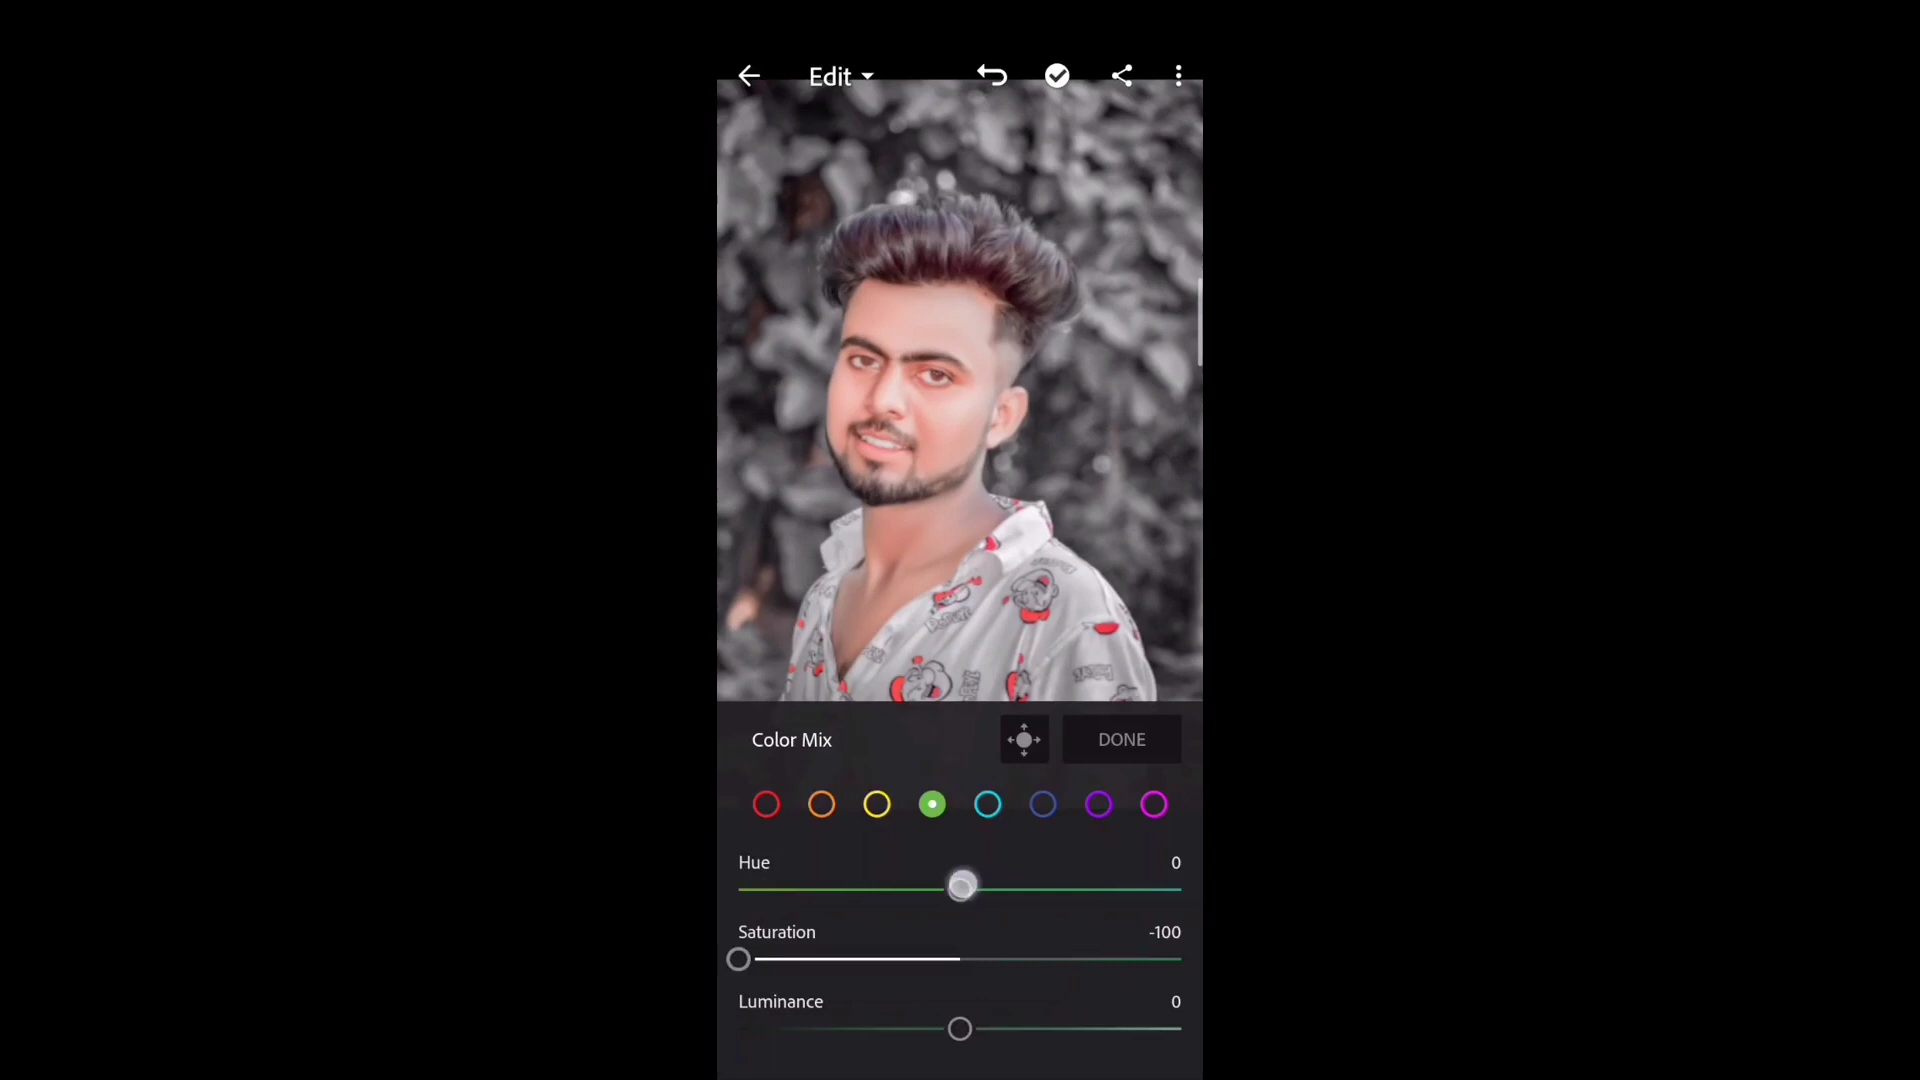 Edit
Color Mix
DONE
Hue
0
Saturation
-100
Luminance
0